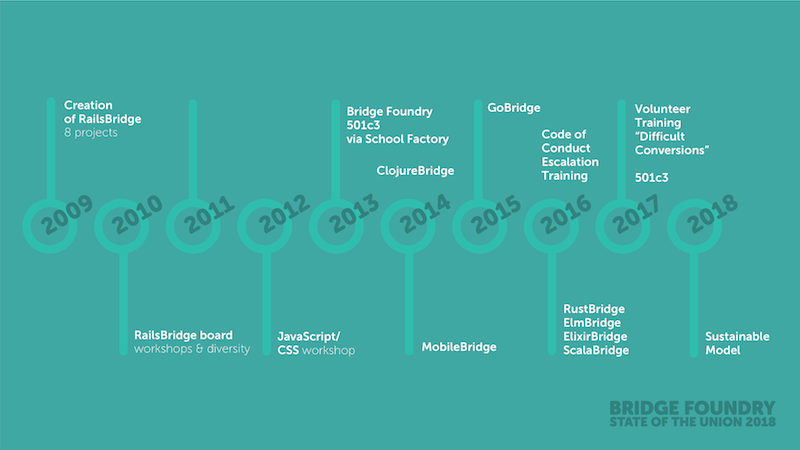 Creation
of RailsBridge
8 projects
Bridge Foundry
501c3
via School Factory
ClojureBridge
GoBridge
Code of
Conduct
Escalation
Training
Volunteer
Training
“Difficult
Conversions”
501c3
2009
2010
2011
2012
2013
2014
2015
2016
2017
2018
RailsBridge board
workshops & diversity
JavaScript/
CSS workshop
MobileBridge
RustBridge
ElmBridge
ElixirBridge
ScalaBridge
Sustainable
Model
BRIDGE FOUNDRY
STATE OF THE UNION 2018